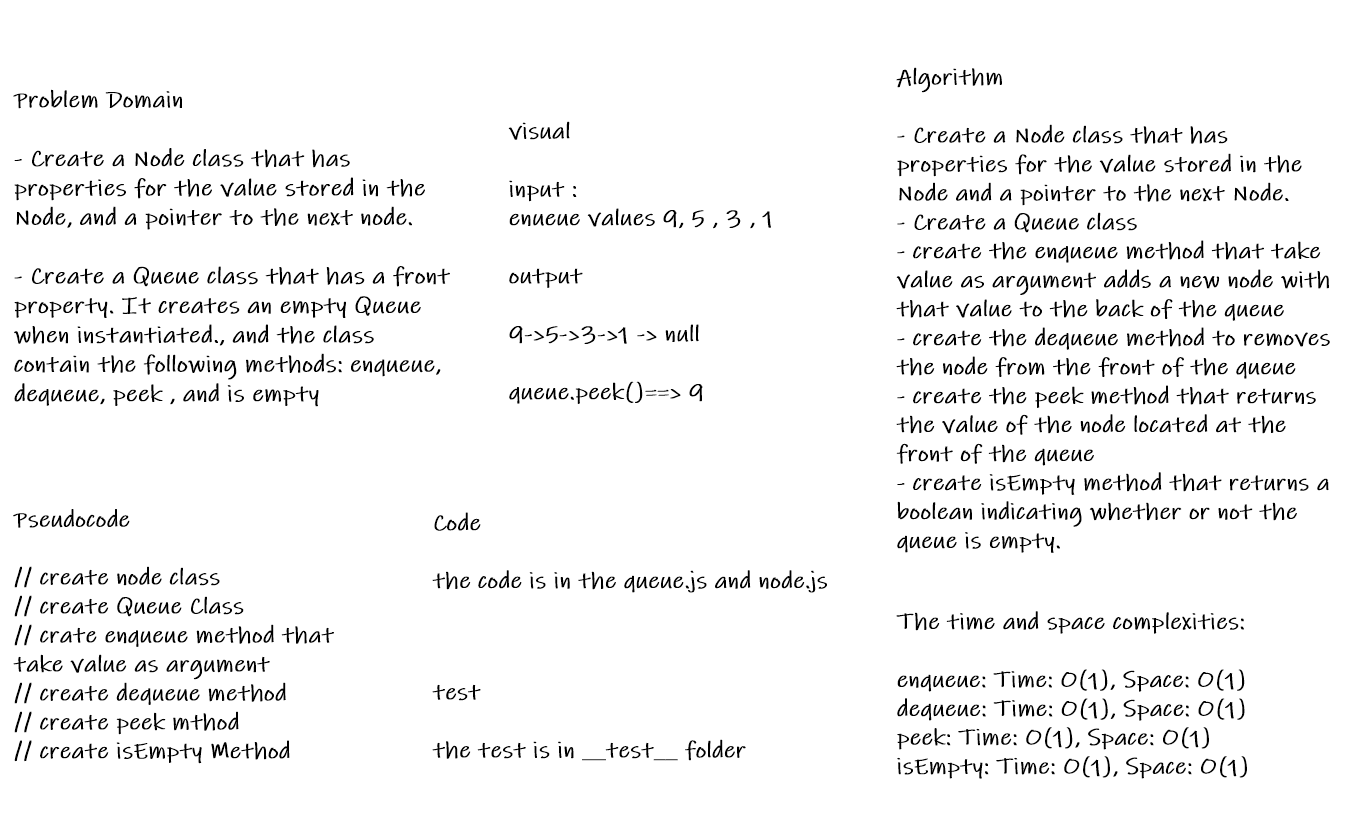 Problem Domain
- Create a Node class that has
properties for the value stored in the
Node, and a pointer to the next node.
- Create a Queue class that has a front
property. It creates an empty Queue
when instantiated., and the class
contain the following methods: enqueue,
dequeue, peek , and is empty
visual
input :
enueue values 9, 5 , 3 , 1
output
9->5->3->1 -> null
queue.peek()==> 9
Algorithm
- Create a Node class that has
properties for the value stored in the
Node and a pointer to the next Node.
- Create a Queue class
- create the enqueue method that take
value as argument adds a new node with
that value to the back of the queue
- create the dequeue method to removes
the node from the front of the queue
- create the peek method that returns
the value of the node located at the
front of the queue
- create isEmpty method that returns a
boolean indicating whether or not the
queue is empty.
Pseudocode
// create node class
// create Queue Class
// crate enqueue method that
take value as argument
// create dequeue method
// create peek mthod
// create isEmpty Method
Code
the code is in the queue.js and node.js
test
the test is in __test__ folder
The time and space complexities:
enqueue: Time: O(1), Space: O(1)
dequeue: Time: O(1), Space: O(1)
peek: Time: O(1), Space: O(1)
isEmpty: Time: O(1), Space: O(1)